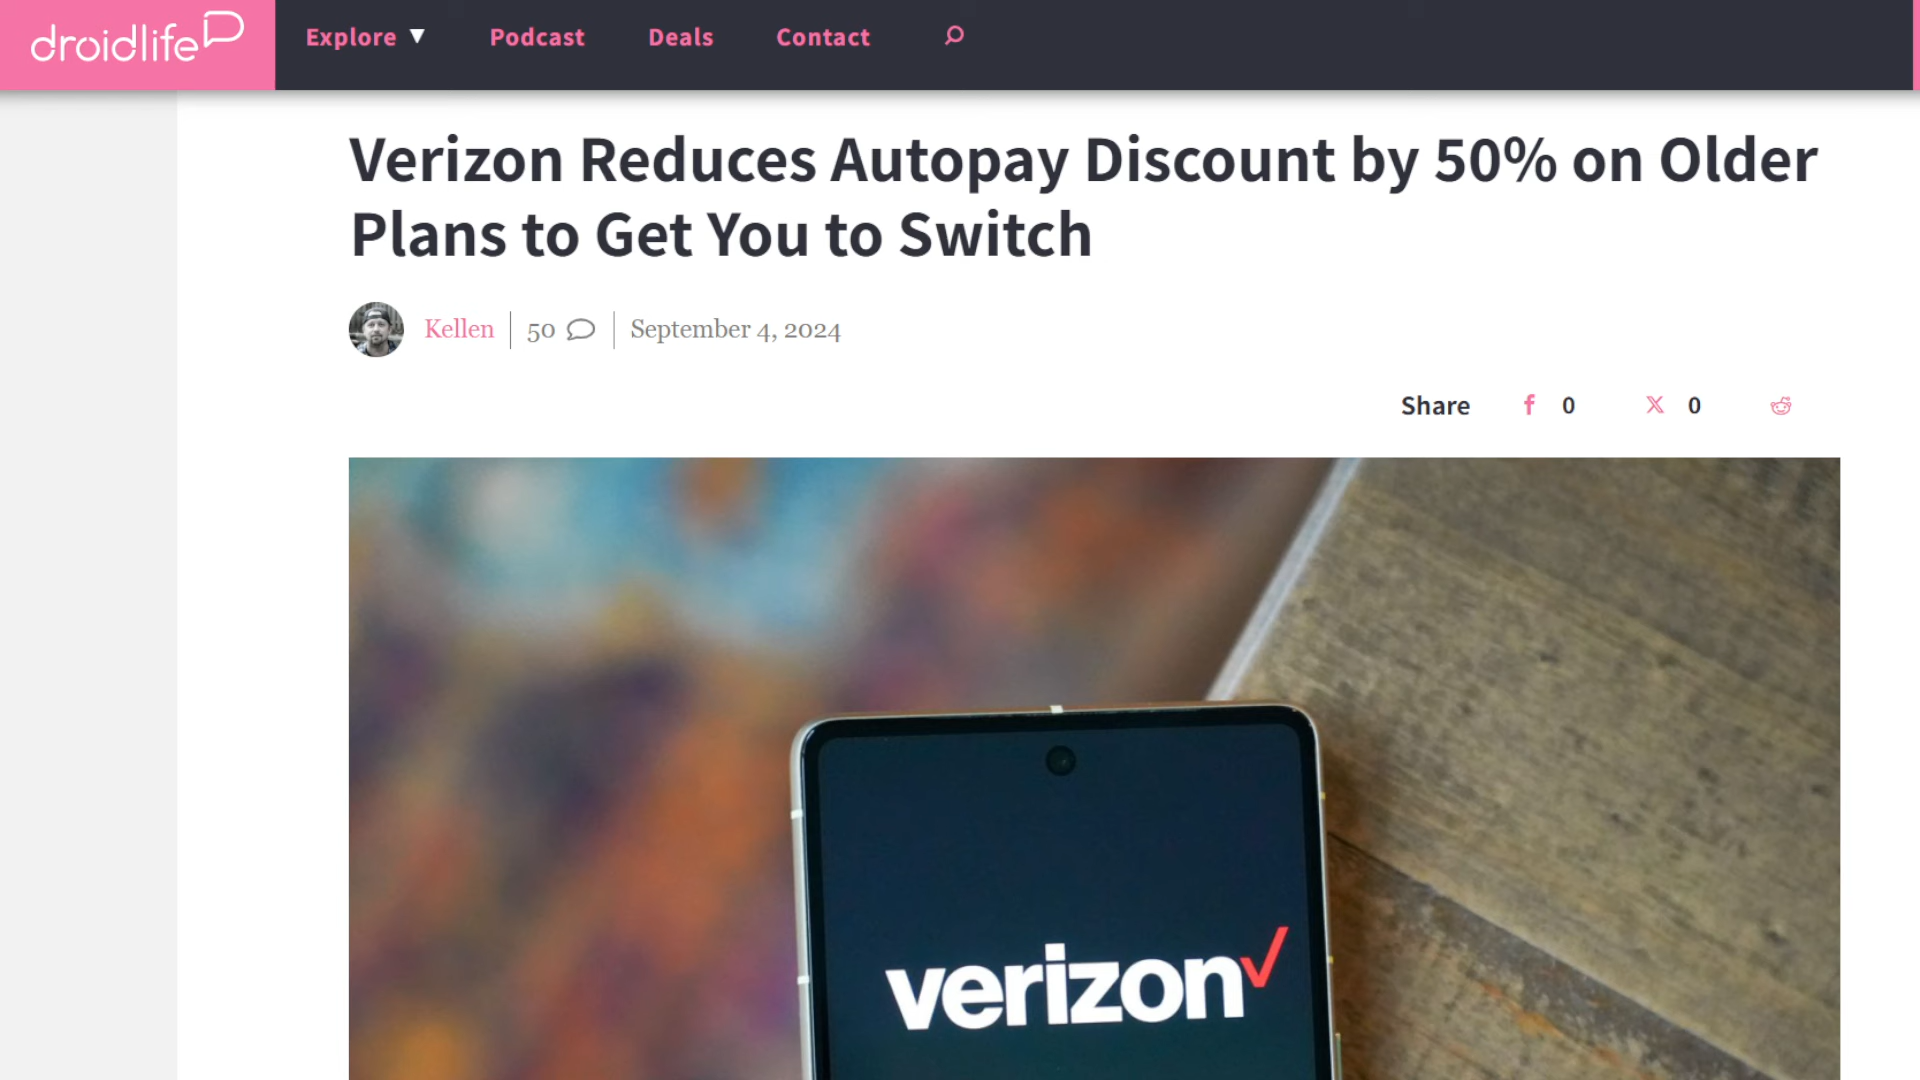 droidlife
Explore ▼ Podcast Deals Contact
Verizon Reduces Autopay Discount by 50% on Older
Plans to Get You to Switch
Kellen 50 September 4, 2024
Share 0 0
verizon